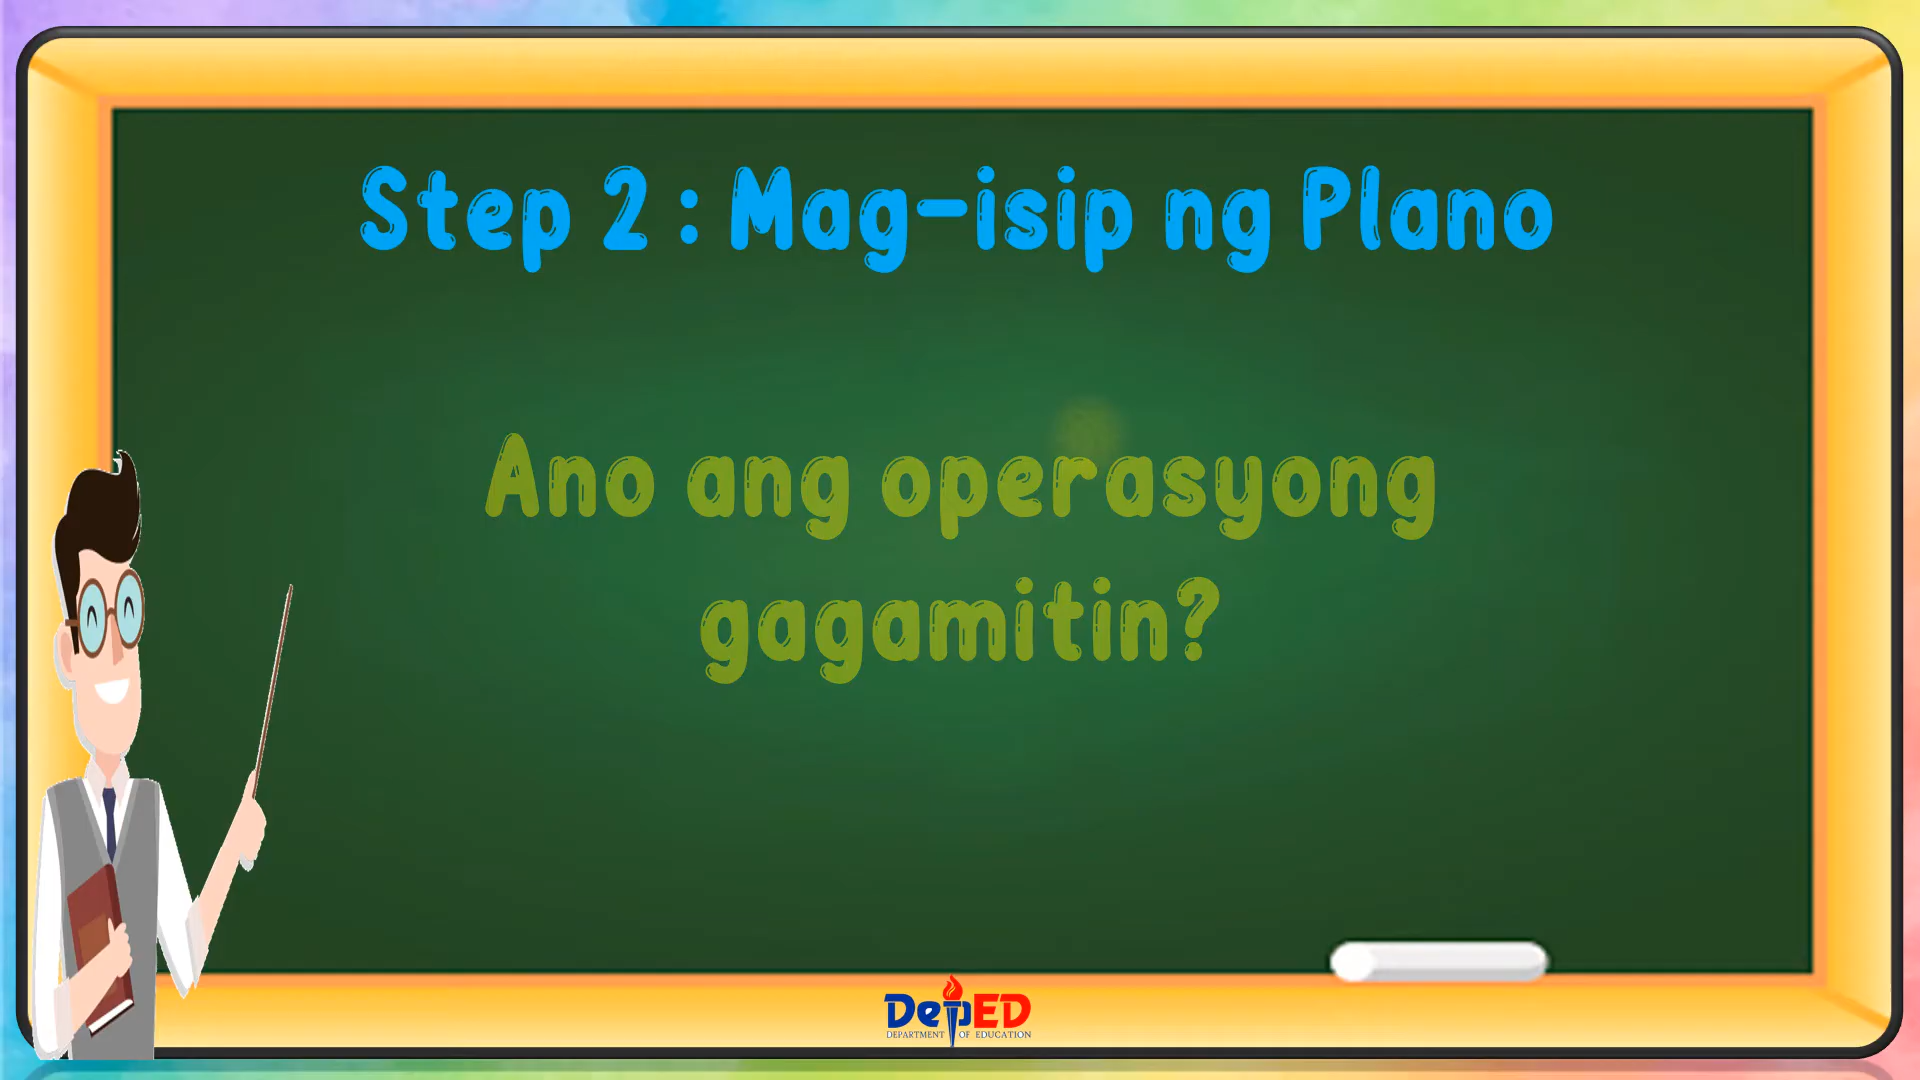 Step 2 : Mag-isip ng Plano
Ano ang operasyong
gagamitin?
DepED
DEPARTMENT OF EDUCATION